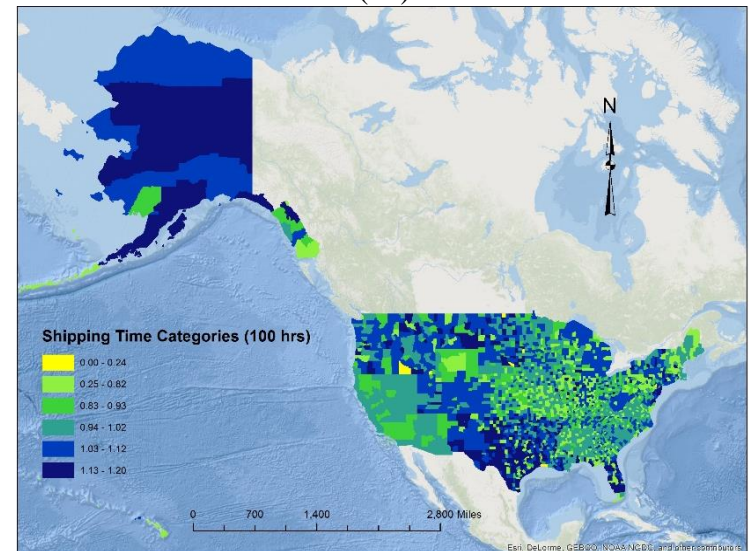 N
Shipping Time Categories (100 hrs)
0.00 - 0.24
0.25 - 0.82
0.83 - 0.93
0.94 - 1.02
1.03 - 1.12
1.13 - 1.20
0 700 1,400 2,800 Miles
Esri, DeLorme, GEBCO, NOAA NGDC, and other contributors